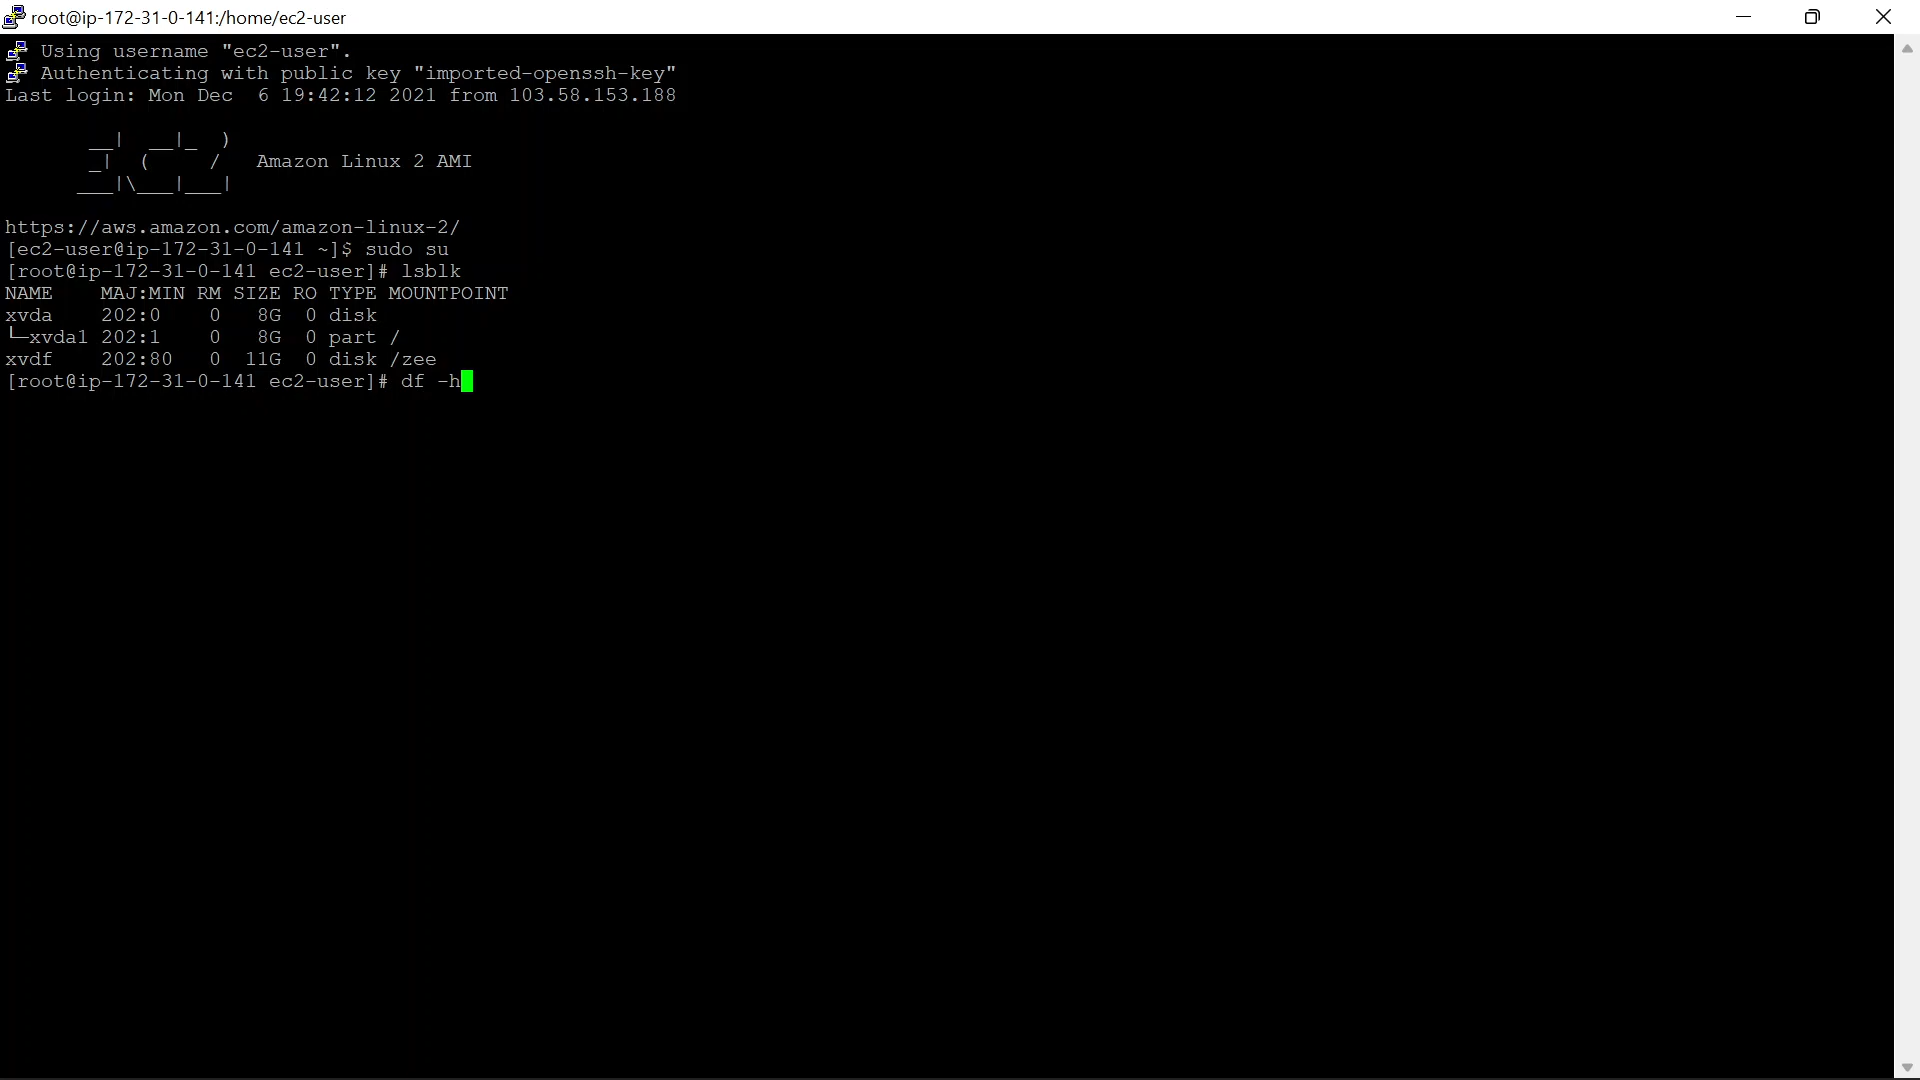 root@ip-172-31-0-141:/home/ec2-user
Using username "ec2-user".
Authenticating with public key "imported-openssh-key"
Last login: Mon Dec  6 19:42:12 2021 from 103.58.153.188
       __|  __|_  )
       _|  (     /   Amazon Linux 2 AMI
      ___|\___|___|
https://aws.amazon.com/amazon-linux-2/
[ec2-user@ip-172-31-0-141 ~]$ sudo su
[root@ip-172-31-0-141 ec2-user]# lsblk
NAME    MAJ:MIN RM SIZE RO TYPE MOUNTPOINT
xvda    202:0    0   8G  0 disk
└─xvda1 202:1    0   8G  0 part /
xvdf    202:80   0  11G  0 disk /zee
[root@ip-172-31-0-141 ec2-user]# df -h